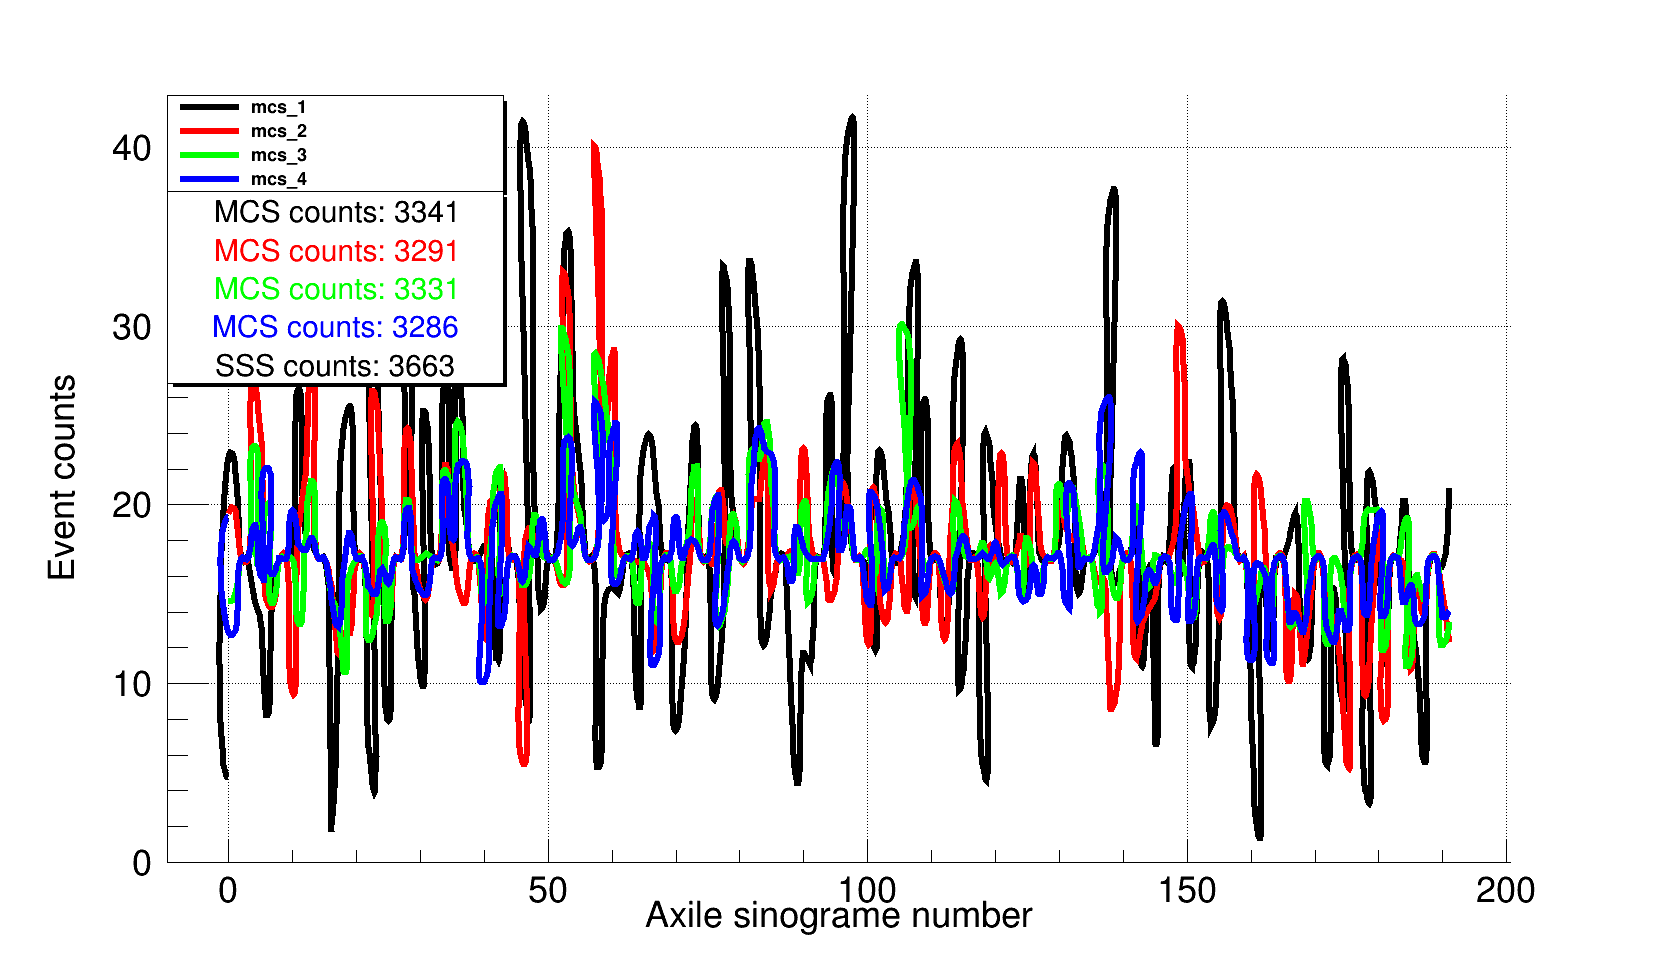 mcs_1
mcs_2
mcs_3
mcs_4
MCS counts: 3341
MCS counts: 3291
MCS counts: 3331
MCS counts: 3286
SSS counts: 3663
Event counts
40
30
20
10
0
0 50 100 150 200
Axile sinograme number